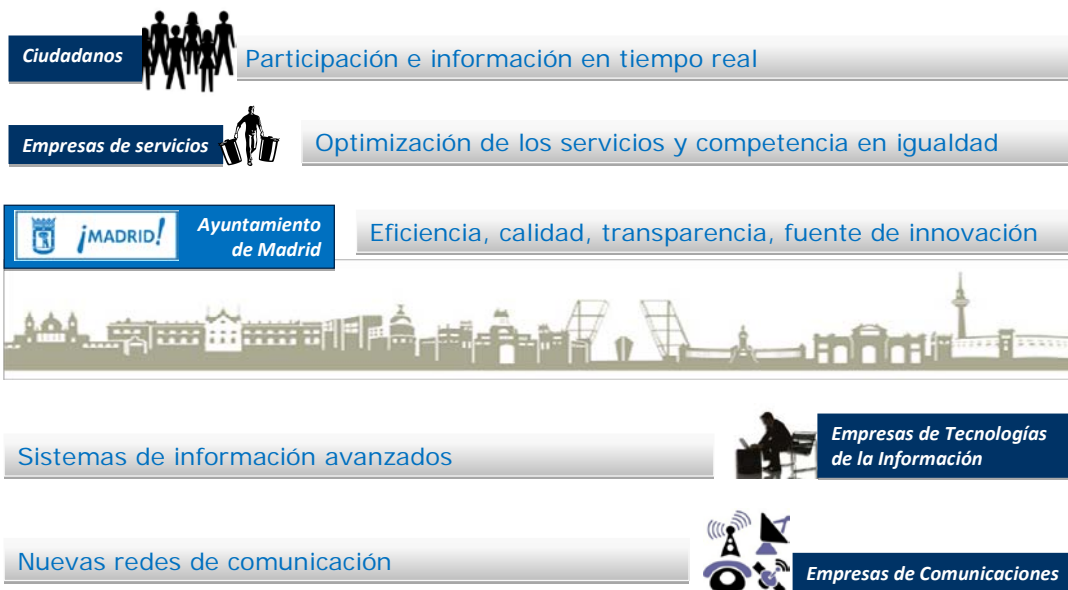 Ciudadanos
Participación e información en tiempo real
Empresas de servicios
Optimización de los servicios y competencia en igualdad
¡MADRID!
Ayuntamiento
de Madrid
Eficiencia, calidad, transparencia, fuente de innovación
Sistemas de información avanzados
Empresas de Tecnologías
de la Información
Nuevas redes de comunicación
Empresas de Comunicaciones